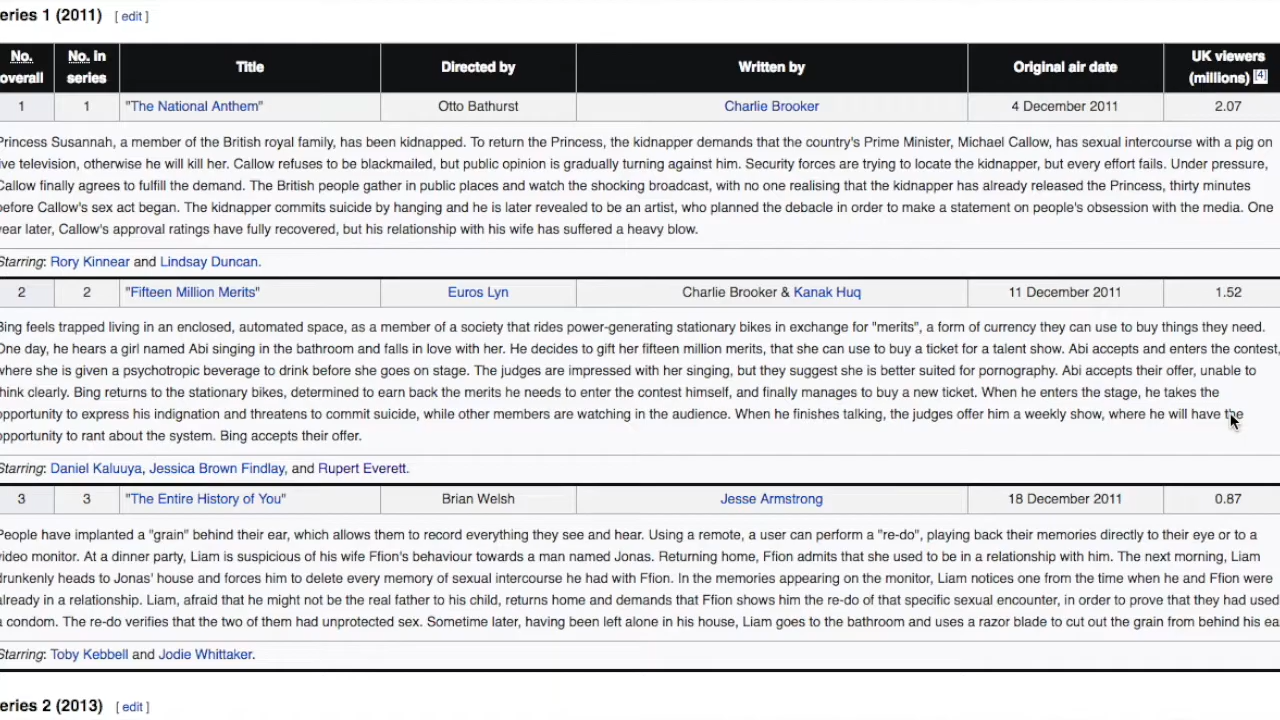 eries 1 (2011) [ edit ]
No. overall No. in series Title Directed by Written by Original air date UK viewers (millions) [4]
1 1 "The National Anthem" Otto Bathurst Charlie Brooker 4 December 2011 2.07
Princess Susannah, a member of the British royal family, has been kidnapped. To return the Princess, the kidnapper demands that the country's Prime Minister, Michael Callow, has sexual intercourse with a pig on
ive television, otherwise he will kill her. Callow refuses to be blackmailed, but public opinion is gradually turning against him. Security forces are trying to locate the kidnapper, but every effort fails. Under pressure,
Callow finally agrees to fulfill the demand. The British people gather in public places and watch the shocking broadcast, with no one realising that the kidnapper has already released the Princess, thirty minutes
before Callow's sex act began. The kidnapper commits suicide by hanging and he is later revealed to be an artist, who planned the debacle in order to make a statement on people's obsession with the media. One
year later, Callow's approval ratings have fully recovered, but his relationship with his wife has suffered a heavy blow.
Starring: Rory Kinnear and Lindsay Duncan.
2 2 "Fifteen Million Merits" Euros Lyn Charlie Brooker & Kanak Huq 11 December 2011 1.52
Bing feels trapped living in an enclosed, automated space, as a member of a society that rides power-generating stationary bikes in exchange for "merits", a form of currency they can use to buy things they need.
One day, he hears a girl named Abi singing in the bathroom and falls in love with her. He decides to gift her fifteen million merits, that she can use to buy a ticket for a talent show. Abi accepts and enters the contest,
where she is given a psychotropic beverage to drink before she goes on stage. The judges are impressed with her singing, but they suggest she is better suited for pornography. Abi accepts their offer, unable to
think clearly. Bing returns to the stationary bikes, determined to earn back the merits he needs to enter the contest himself, and finally manages to buy a new ticket. When he enters the stage, he takes the
opportunity to express his indignation and threatens to commit suicide, while other members are watching in the audience. When he finishes talking, the judges offer him a weekly show, where he will have the
opportunity to rant about the system. Bing accepts their offer.
Starring: Daniel Kaluuya, Jessica Brown Findlay, and Rupert Everett.
3 3 "The Entire History of You" Brian Welsh Jesse Armstrong 18 December 2011 0.87
People have implanted a "grain" behind their ear, which allows them to record everything they see and hear. Using a remote, a user can perform a "re-do", playing back their memories directly to their eye or to a
video monitor. At a dinner party, Liam is suspicious of his wife Ffion's behaviour towards a man named Jonas. Returning home, Ffion admits that she used to be in a relationship with him. The next morning, Liam
drunkenly heads to Jonas' house and forces him to delete every memory of sexual intercourse he had with Ffion. In the memories appearing on the monitor, Liam notices one from the time when he and Ffion were
already in a relationship. Liam, afraid that he might not be the real father to his child, returns home and demands that Ffion shows him the re-do of that specific sexual encounter, in order to prove that they had used
a condom. The re-do verifies that the two of them had unprotected sex. Sometime later, having been left alone in his house, Liam goes to the bathroom and uses a razor blade to cut out the grain from behind his ea
Starring: Toby Kebbell and Jodie Whittaker.
eries 2 (2013) [ edit ]